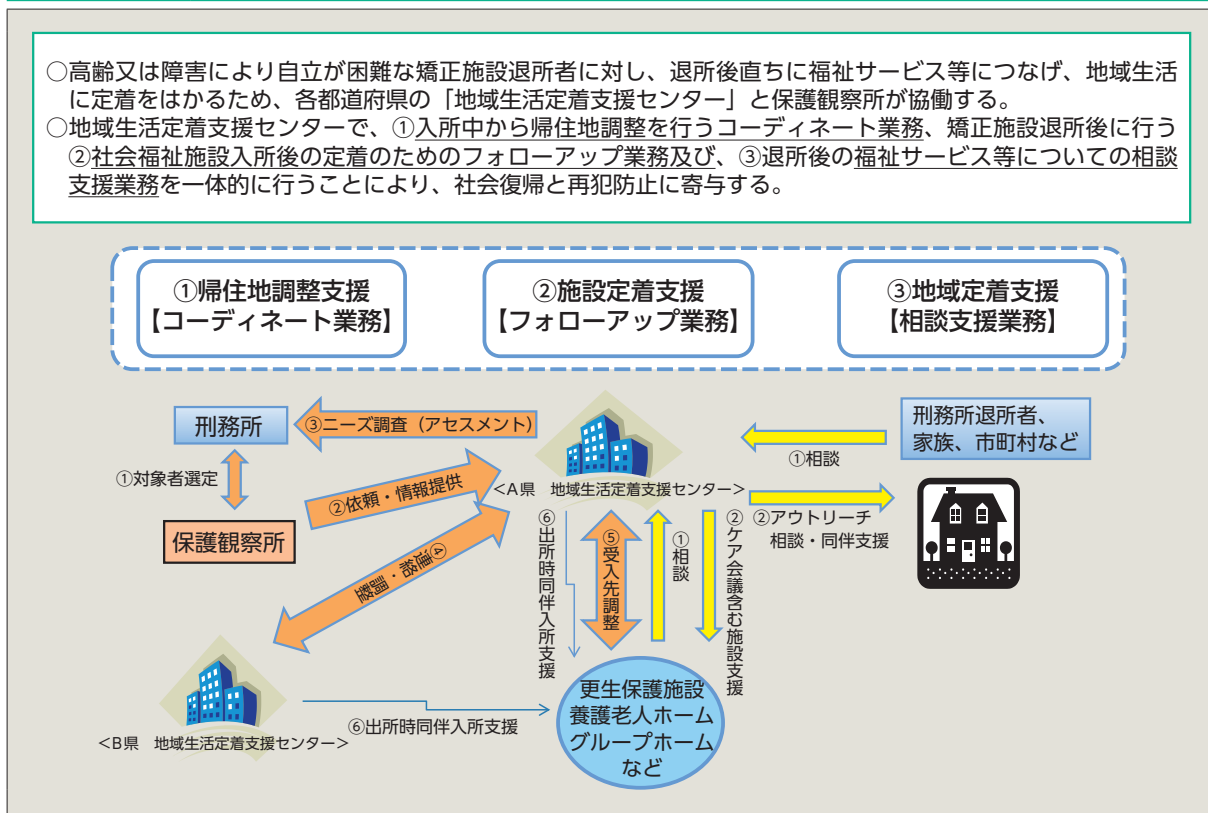 ○高齢又は障害により自立が困難な矯正施設退所者に対し、退所後直ちに福祉サービス等につなげ、地域生活
に定着をはかるため、各都道府県の「地域生活定着支援センター」と保護観察所が協働する。
○地域生活定着支援センターで、①入所中から帰住地調整を行うコーディネート業務、矯正施設退所後に行う
②社会福祉施設入所後の定着のためのフォローアップ業務及び、③退所後の福祉サービス等についての相談
支援業務を一体的に行うことにより、社会復帰と再犯防止に寄与する。
①帰住地調整支援
【コーディネート業務】
②施設定着支援
【フォローアップ業務】
③地域定着支援
【相談支援業務】
刑務所
③ニーズ調査（アセスメント）
刑務所退所者、
家族、市町村など
①相談
①対象者選定
②依頼・情報提供
<A県　地域生活定着支援センター>
保護観察所
④連絡・調整
⑥出所時同伴入所支援
⑤受入先調整
①相談
②ケア会議含む施設支援
②アウトリーチ
相談・同伴支援
更生保護施設
養護老人ホーム
グループホーム
など
⑥出所時同伴入所支援
<B県　地域生活定着支援センター>